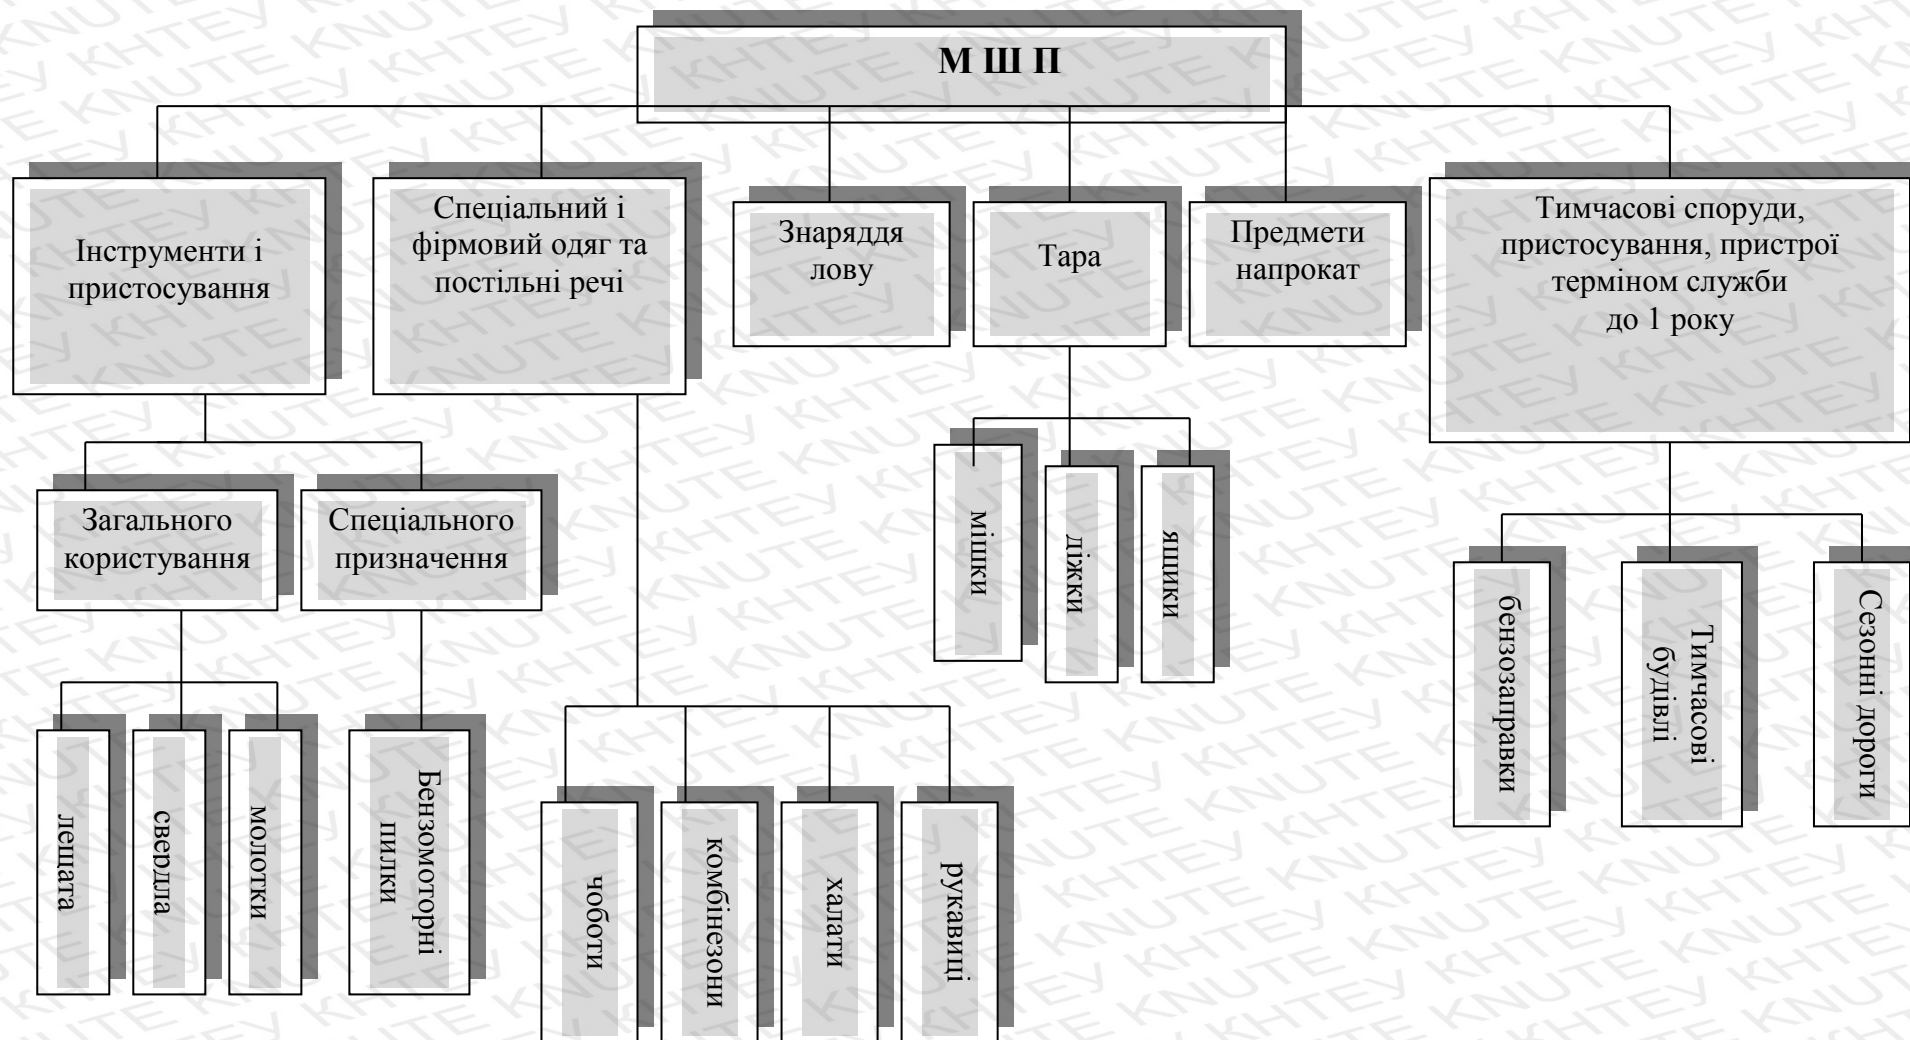 М Ш П
Інструменти і
пристосування
Спеціальний і
фірмовий одяг та
постільні речі
Знаряддя
лову
Тара
Предмети
напрокат
Тимчасові споруди,
пристосування, пристрої
терміном служби
до 1 року
Загального
користування
Спеціального
призначення
мішки
діжки
ящики
бензозаправки
Тимчасові
будівлі
Сезонні дороги
лещата
свердла
молотки
Бензомоторні
пилки
чоботи
комбінезони
халати
рукавиці